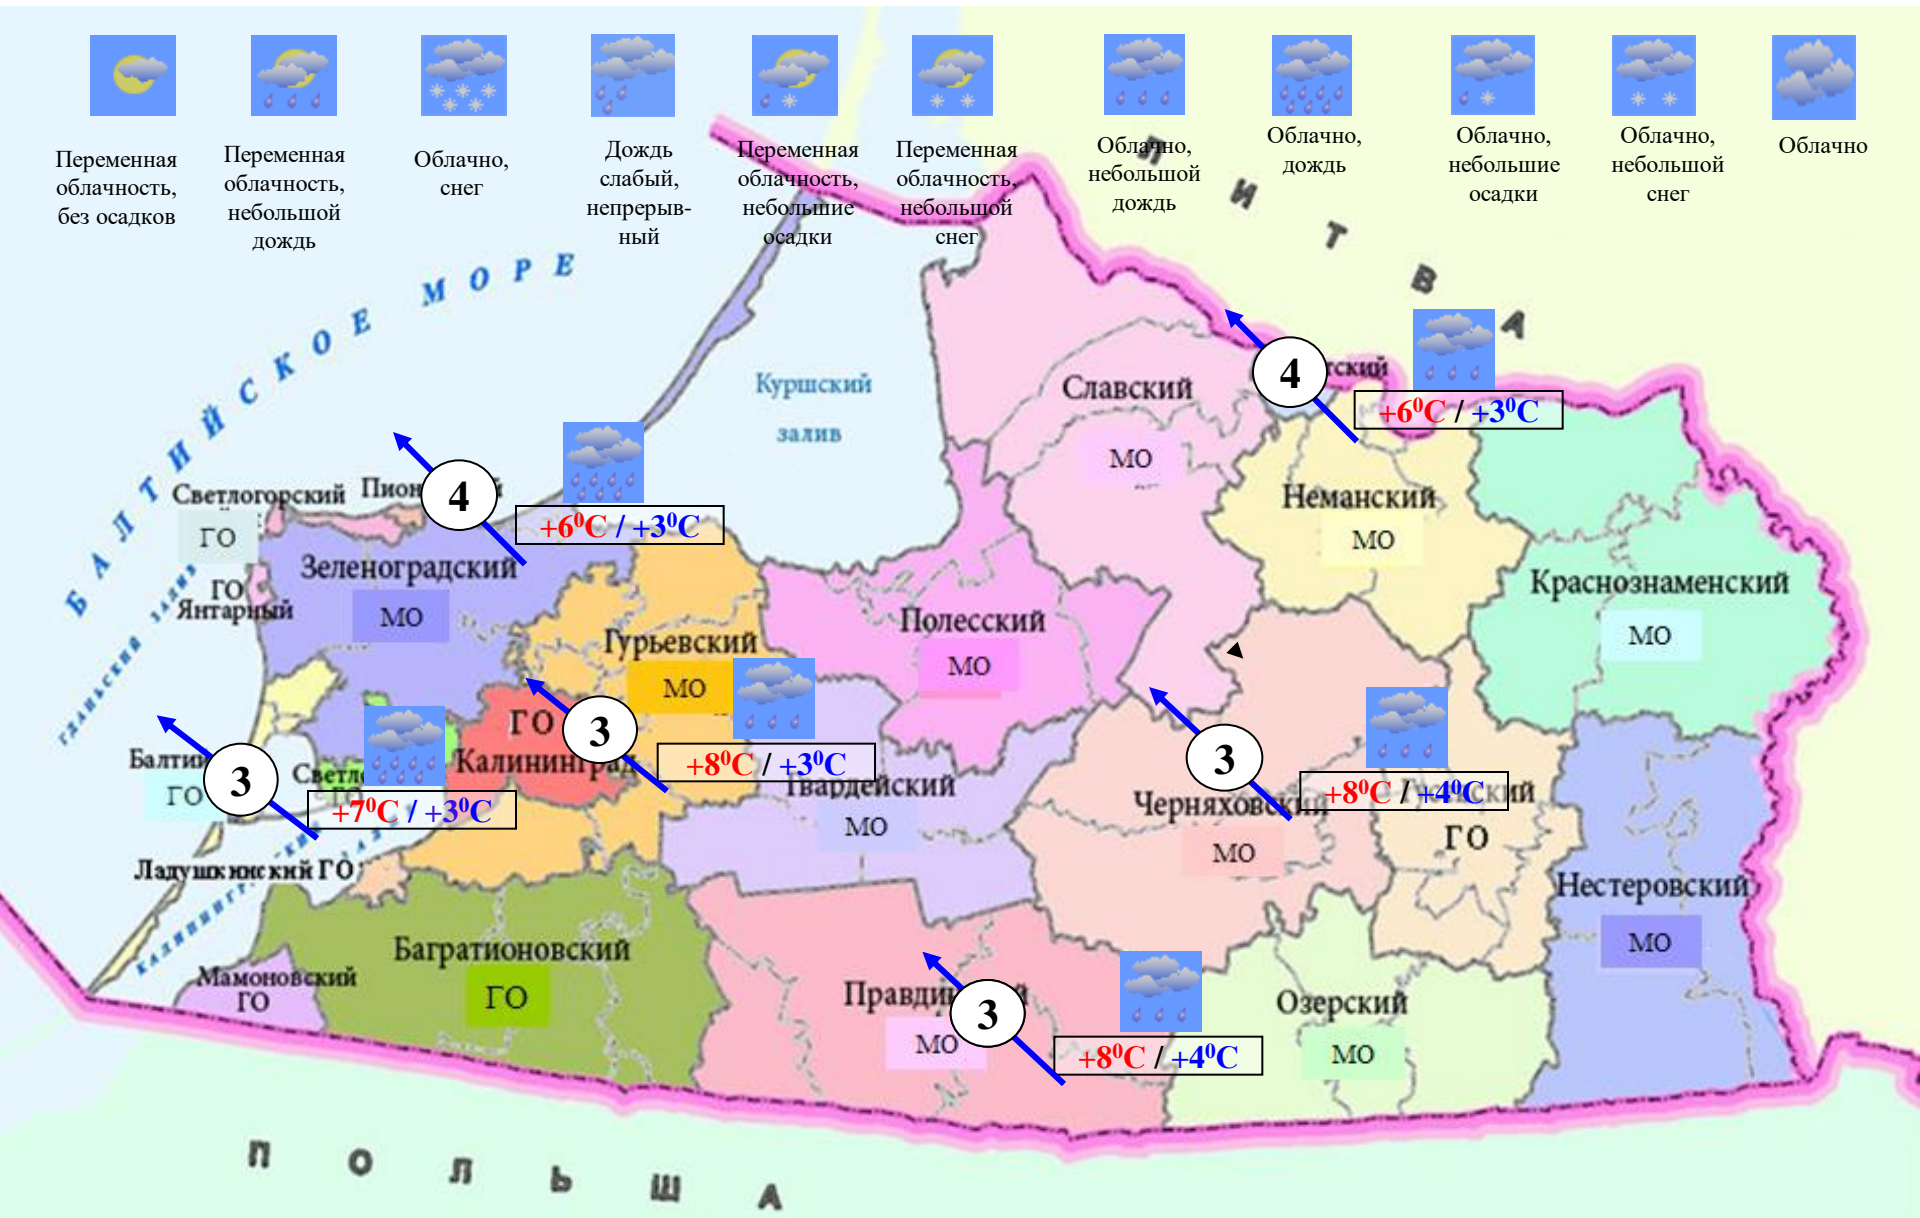 Переменная
облачность,
без осадков
Переменная
облачность,
небольшой
дождь
Облачно,
снег
Дождь
слабый,
непрерыв-
ный
Переменная
облачность,
небольшие
осадки
Переменная
облачность,
небольшой
снег
Облачно,
небольшой
дождь
Облачно,
дождь
Облачно,
небольшие
осадки
Облачно,
небольшой
снег
Облачно
ЛИТВА
БАЛТИЙСКОЕ МОРЕ
Куршский
залив
Славский
МО
4
+6⁰C / +3⁰C
4
+6⁰C / +3⁰C
Светлогорский
ГО
Неманский
МО
Зеленоградский
МО
ГО
Янтарный
Краснознаменский
МО
Полесский
МО
Гурьевский
МО
ГО
Калининград
3
+8⁰C / +3⁰C
3
+7⁰C / +3⁰C
ГО
3
+8⁰C / +4⁰C
Гвардейский
МО
Черняховский
МО
ГО
Ладушкинский ГО
Нестеровский
МО
Багратионовский
ГО
Мамоновский
ГО
МО
3
+8⁰C / +4⁰C
Озерский
МО
ПОЛЬША